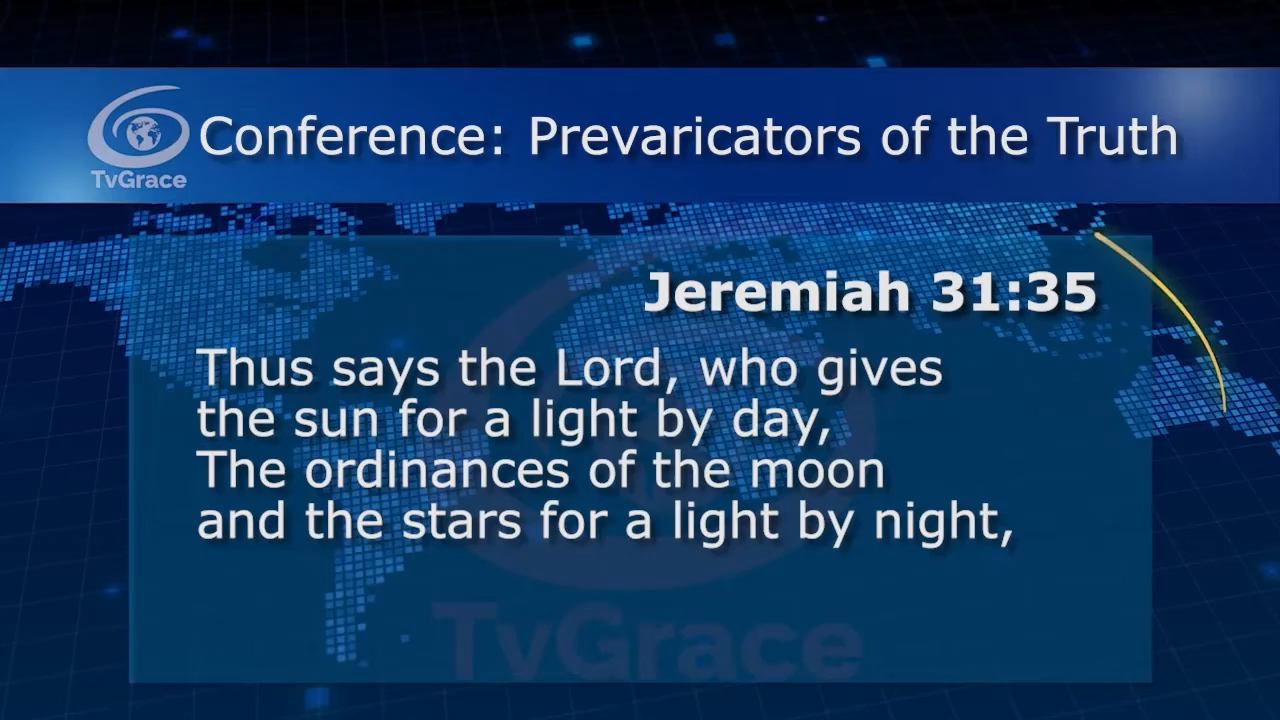 Conference: Prevaricators of the Truth
TvGrace
Jeremiah 31:35
Thus says the Lord, who gives
the sun for a light by day,
The ordinances of the moon
and the stars for a light by night,
TvGrace